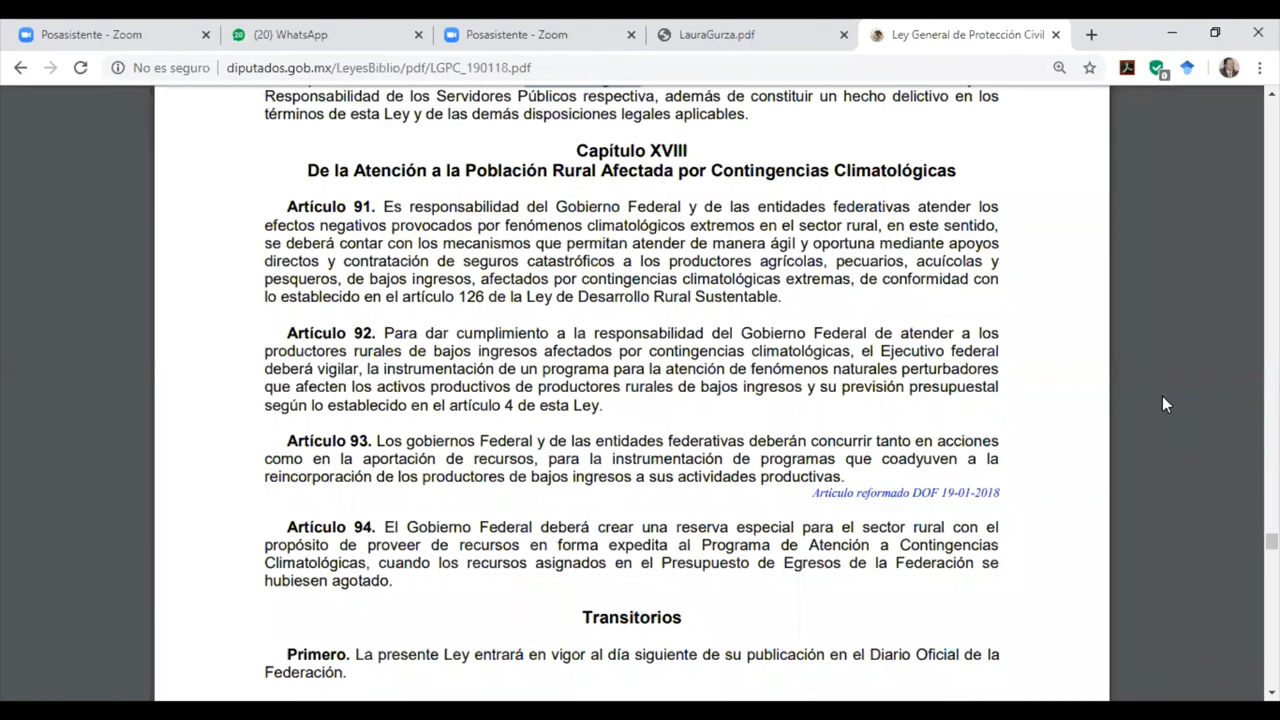 Posasistente - Zoom
(20) WhatsApp
Posasistente - Zoom
LauraGurza.pdf
Ley General de Protección Civil
No es seguro
diputados.gob.mx/LeyesBiblio/pdf/LGPC_190118.pdf
0
Responsabilidad de los Servidores Públicos respectiva, además de constituir un hecho delictivo en los
términos de esta Ley y de las demás disposiciones legales aplicables.
Capítulo XVIII
De la Atención a la Población Rural Afectada por Contingencias Climatológicas
Artículo 91. Es responsabilidad del Gobierno Federal y de las entidades federativas atender los
efectos negativos provocados por fenómenos climatológicos extremos en el sector rural, en este sentido,
se deberá contar con los mecanismos que permitan atender de manera ágil y oportuna mediante apoyos
directos y contratación de seguros catastróficos a los productores agrícolas, pecuarios, acuícolas y
pesqueros, de bajos ingresos, afectados por contingencias climatológicas extremas, de conformidad con
lo establecido en el artículo 126 de la Ley de Desarrollo Rural Sustentable.
Artículo 92. Para dar cumplimiento a la responsabilidad del Gobierno Federal de atender a los
productores rurales de bajos ingresos afectados por contingencias climatológicas, el Ejecutivo federal
deberá vigilar, la instrumentación de un programa para la atención de fenómenos naturales perturbadores
que afecten los activos productivos de productores rurales de bajos ingresos y su previsión presupuestal
según lo establecido en el artículo 4 de esta Ley.
Artículo 93. Los gobiernos Federal y de las entidades federativas deberán concurrir tanto en acciones
como en la aportación de recursos, para la instrumentación de programas que coadyuven a la
reincorporación de los productores de bajos ingresos a sus actividades productivas.
Artículo reformado DOF 19-01-2018
Artículo 94. El Gobierno Federal deberá crear una reserva especial para el sector rural con el
propósito de proveer de recursos en forma expedita al Programa de Atención a Contingencias
Climatológicas, cuando los recursos asignados en el Presupuesto de Egresos de la Federación se
hubiesen agotado.
Transitorios
Primero. La presente Ley entrará en vigor al día siguiente de su publicación en el Diario Oficial de la
Federación.